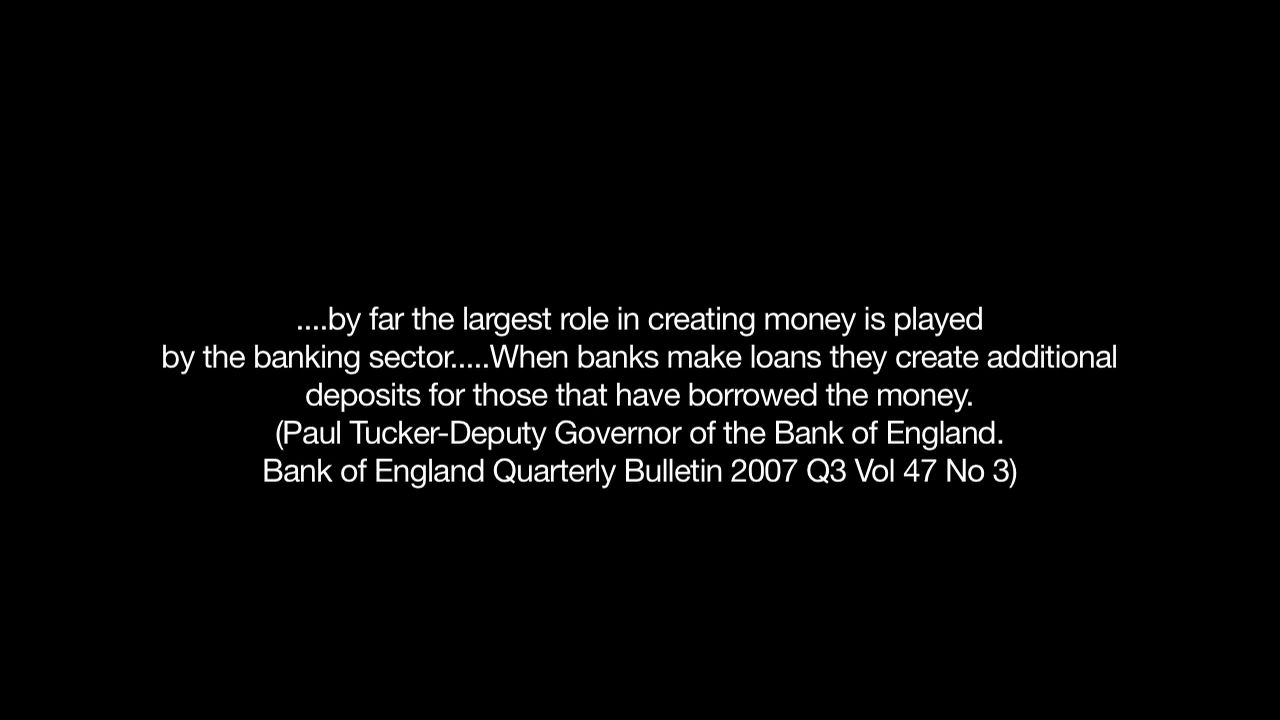 ....by far the largest role in creating money is played
by the banking sector.....When banks make loans they create additional
deposits for those that have borrowed the money.
(Paul Tucker-Deputy Governor of the Bank of England.
Bank of England Quarterly Bulletin 2007 Q3 Vol 47 No 3)